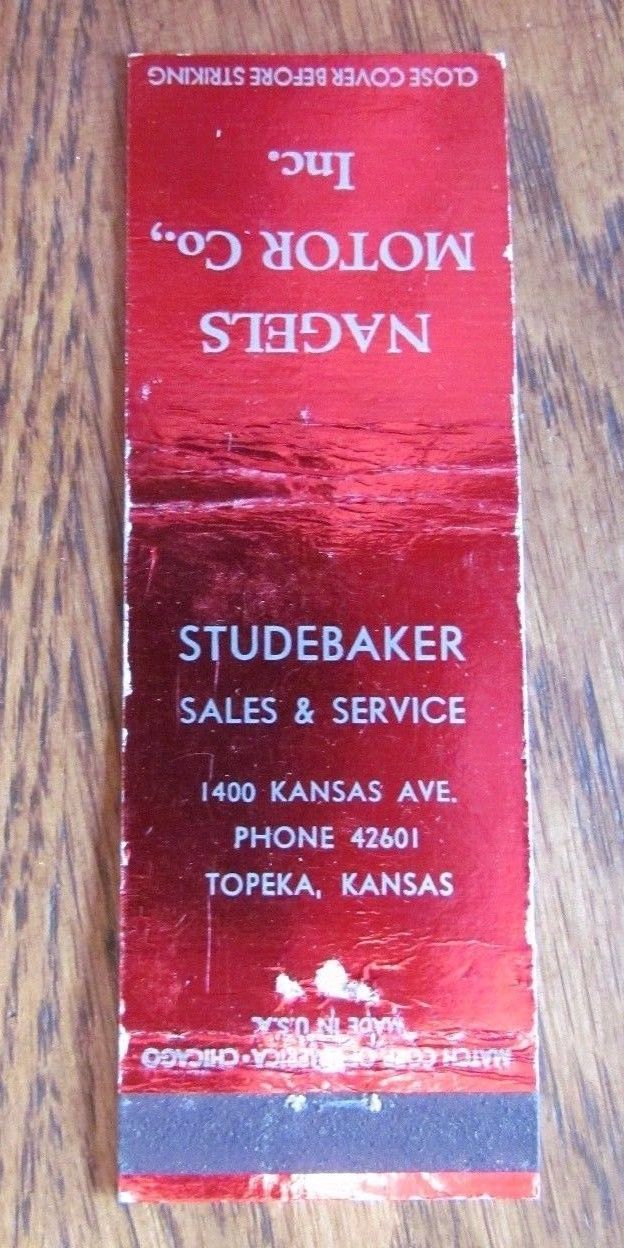 CLOSE COVER BEFORE STRIKING
NAGELS
MOTOR Co.,
Inc.
STUDEBAKER
SALES & SERVICE
1400 KANSAS AVE.
PHONE 42601
TOPEKA, KANSAS
MATCH CORP. OF AMERICA • CHICAGO
MADE IN U.S.A.